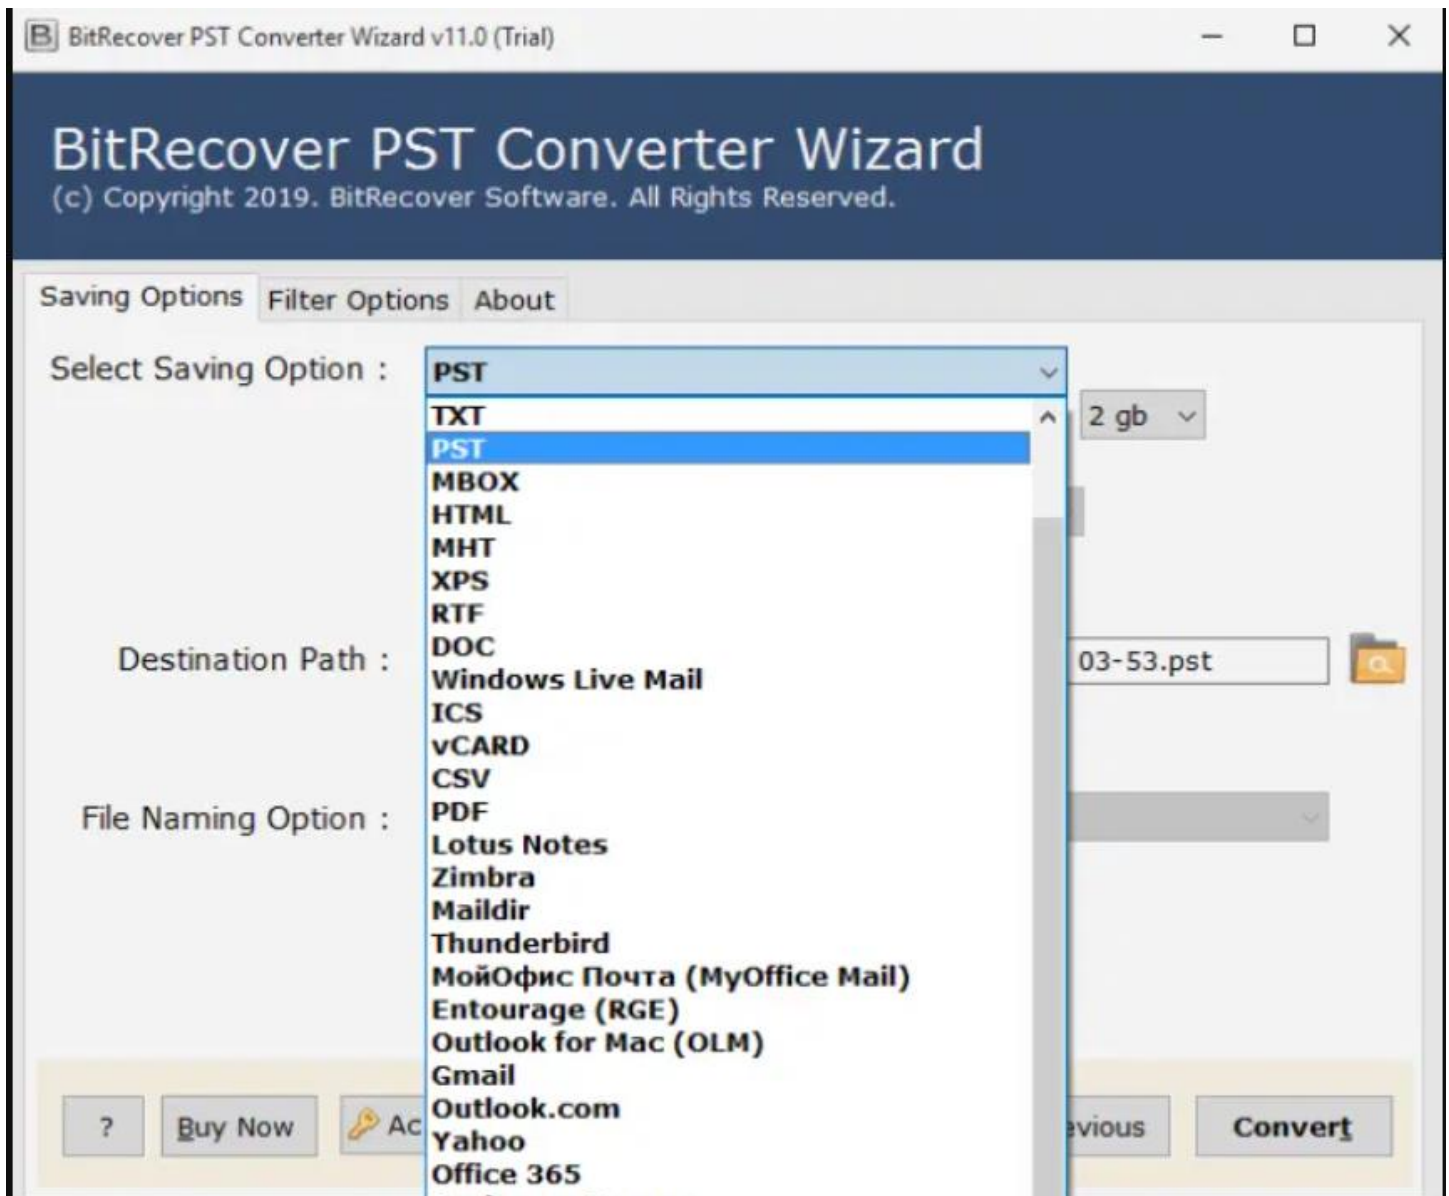 BitRecover PST Converter Wizard v11.0 (Trial)
BitRecover PST Converter Wizard
(c) Copyright 2019. BitRecover Software. All Rights Reserved.
Saving Options Filter Options About
Select Saving Option : PST
2 gb
TXT
PST
MBOX
HTML
MHT
XPS
RTF
DOC
Windows Live Mail
ICS
vCARD
CSV
PDF
Lotus Notes
Zimbra
Maildir
Thunderbird
МойОфис Почта (MyOffice Mail)
Entourage (RGE)
Outlook for Mac (OLM)
Gmail
Outlook.com
Yahoo
Office 365
Destination Path : 03-53.pst
File Naming Option :
? Buy Now Ac evious Convert